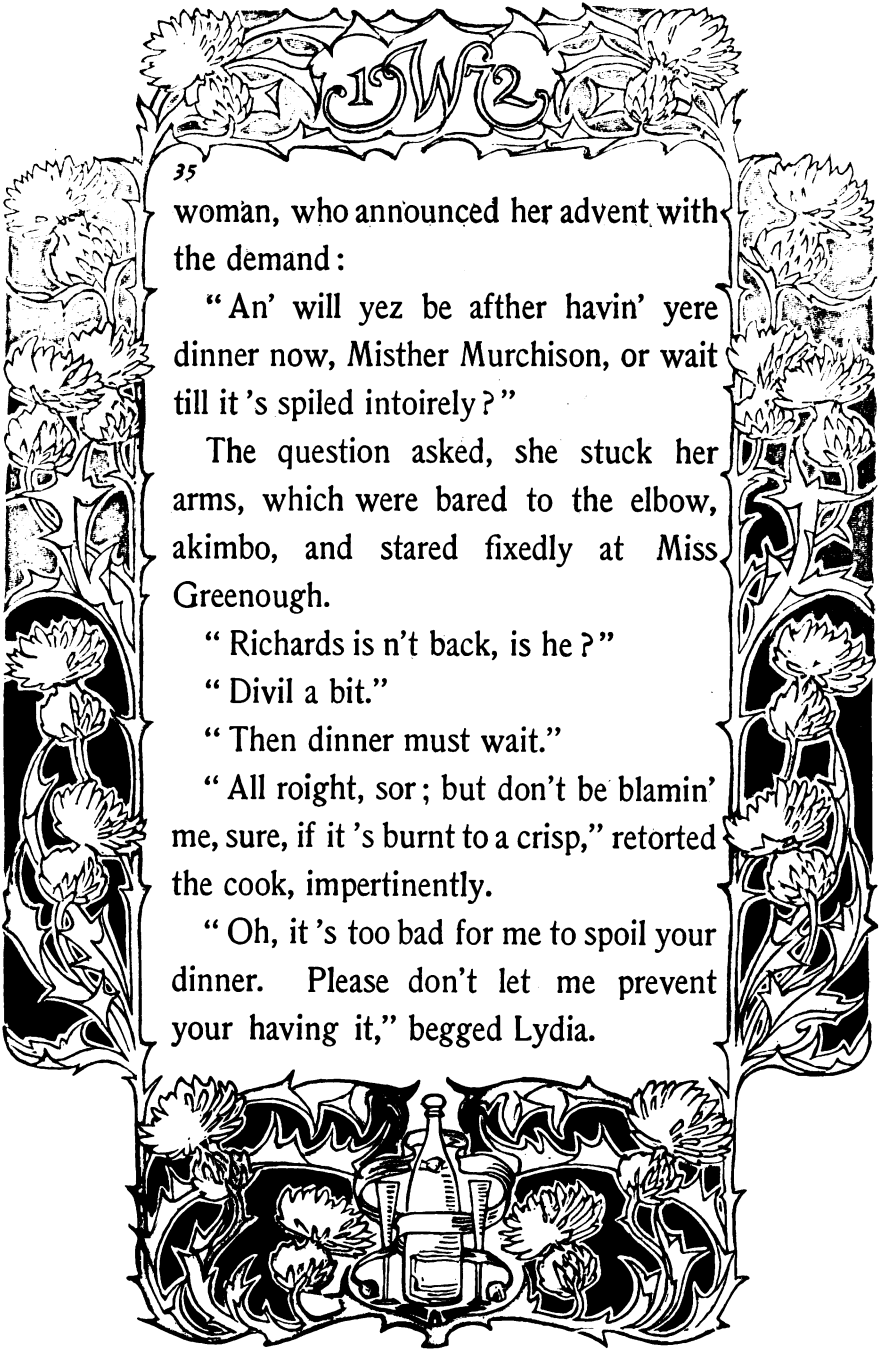 1 W 72
35
woman, who announced her advent with
the demand :
“ An’ will yez be afther havin’ yere
dinner now, Misther Murchison, or wait
till it ’s spiled intoirely ? ”
The question asked, she stuck her
arms, which were bared to the elbow,
akimbo, and stared fixedly at Miss
Greenough.
“ Richards is n’t back, is he ? ”
“ Divil a bit.”
“ Then dinner must wait.”
“ All roight, sor ; but don’t be blamin’
me, sure, if it ’s burnt to a crisp,” retorted
the cook, impertinently.
“ Oh, it ’s too bad for me to spoil your
dinner. Please don’t let me prevent
your having it,” begged Lydia.